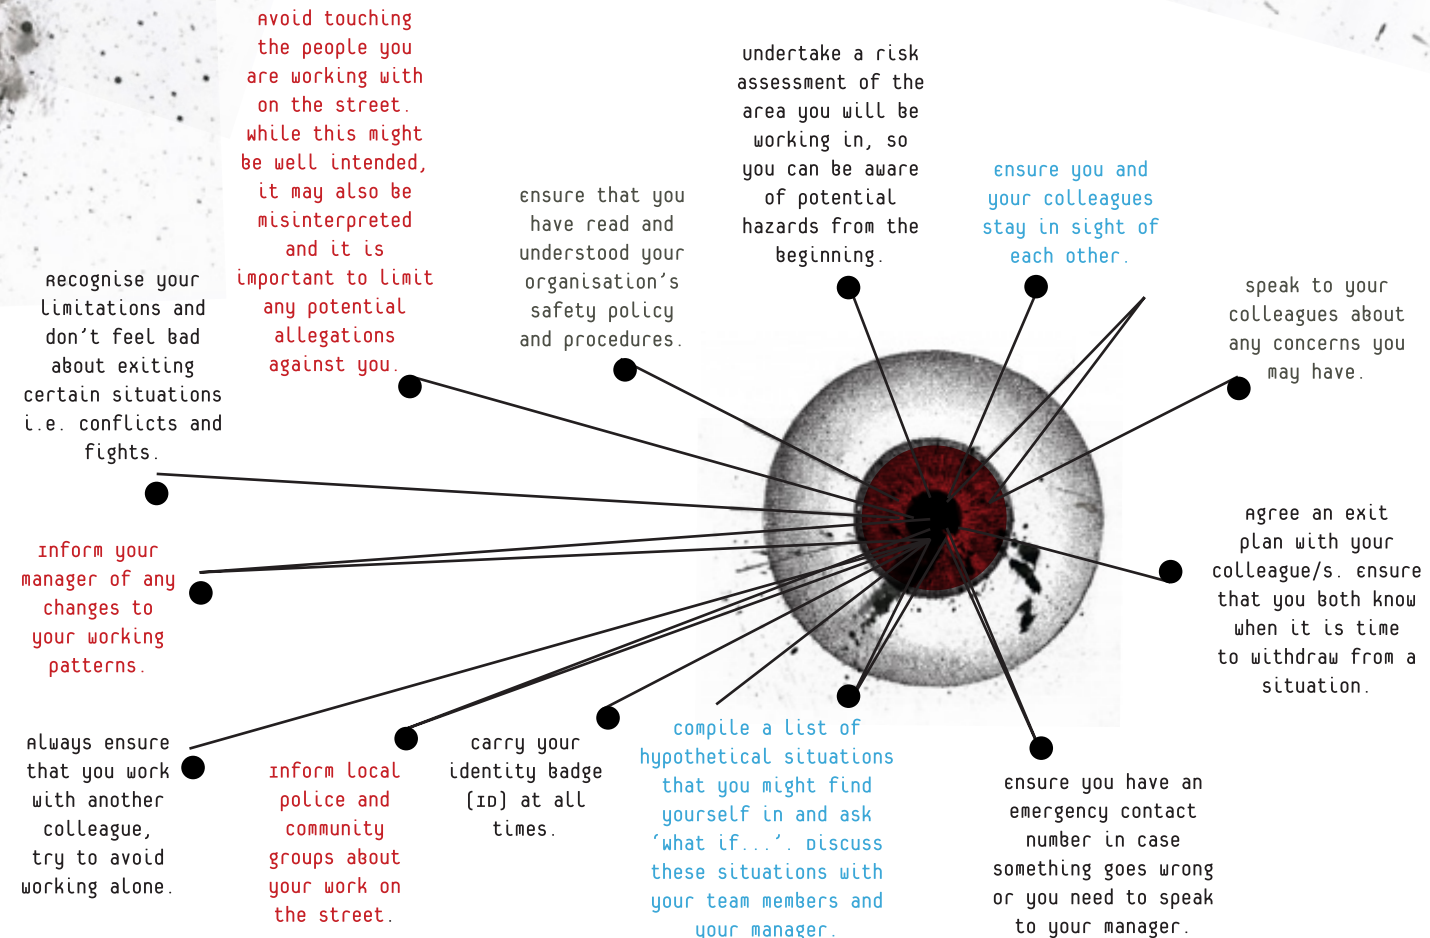 Avoid touching
the people you
are working with
on the street.
While this might
be well intended,
it may also be
misinterpreted
and it is
important to limit
any potential
allegations
against you.
Undertake a risk
assessment of the
area you will be
working in, so
you can be aware
of potential
hazards from the
beginning.
Ensure that you
have read and
understood your
organisation's
safety policy
and procedures.
Ensure you and
your colleagues
stay in sight of
each other.
Recognise your
limitations and
don't feel bad
about exiting
certain situations
i.e. conflicts and
fights.
Speak to your
colleagues about
any concerns you
may have.
Inform your
manager of any
changes to
your working
patterns.
Agree an exit
plan with your
colleague/s. Ensure
that you both know
when it is time
to withdraw from a
situation.
Always ensure
that you work
with another
colleague,
try to avoid
working alone.
Inform local
police and
community
groups about
your work on
the street.
Carry your
identity badge
(ID) at all
times.
Compile a list of
hypothetical situations
that you might find
yourself in and ask
'what if...'. Discuss
these situations with
your team members and
your manager.
Ensure you have an
emergency contact
number in case
something goes wrong
or you need to speak
to your manager.